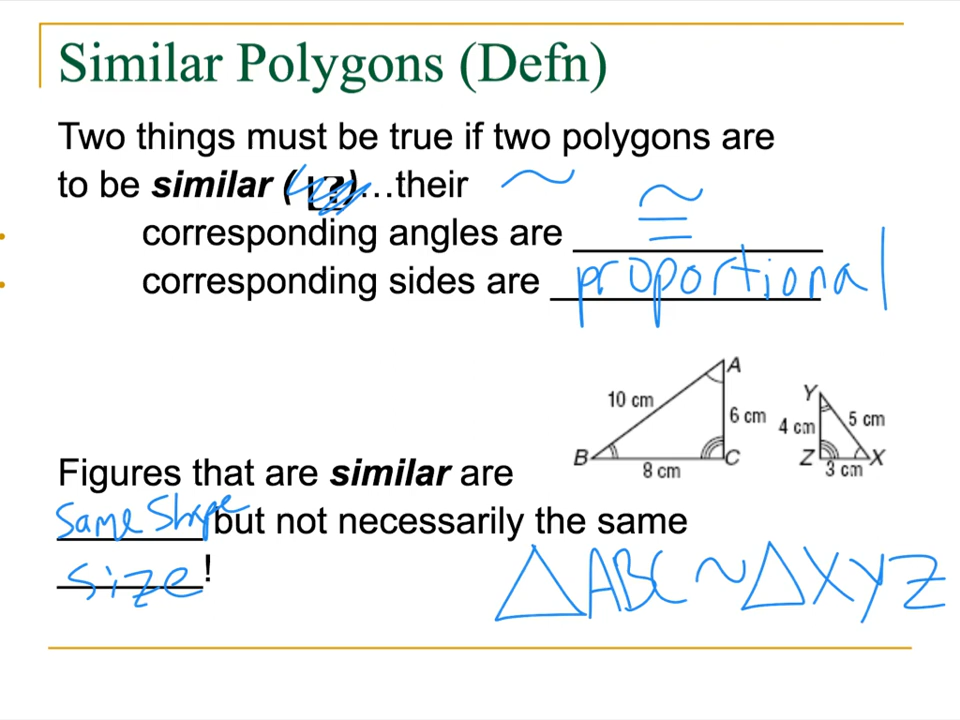 Similar Polygons (Defn)
Two things must be true if two polygons are
to be similar ( )…their ~
corresponding angles are ≅
corresponding sides are proportional
A
10 cm
6 cm
B
C
8 cm
Y
4 cm
5 cm
Z
X
3 cm
Figures that are similar are
Same Shape but not necessarily the same
size!
△ABC ~ △XYZ